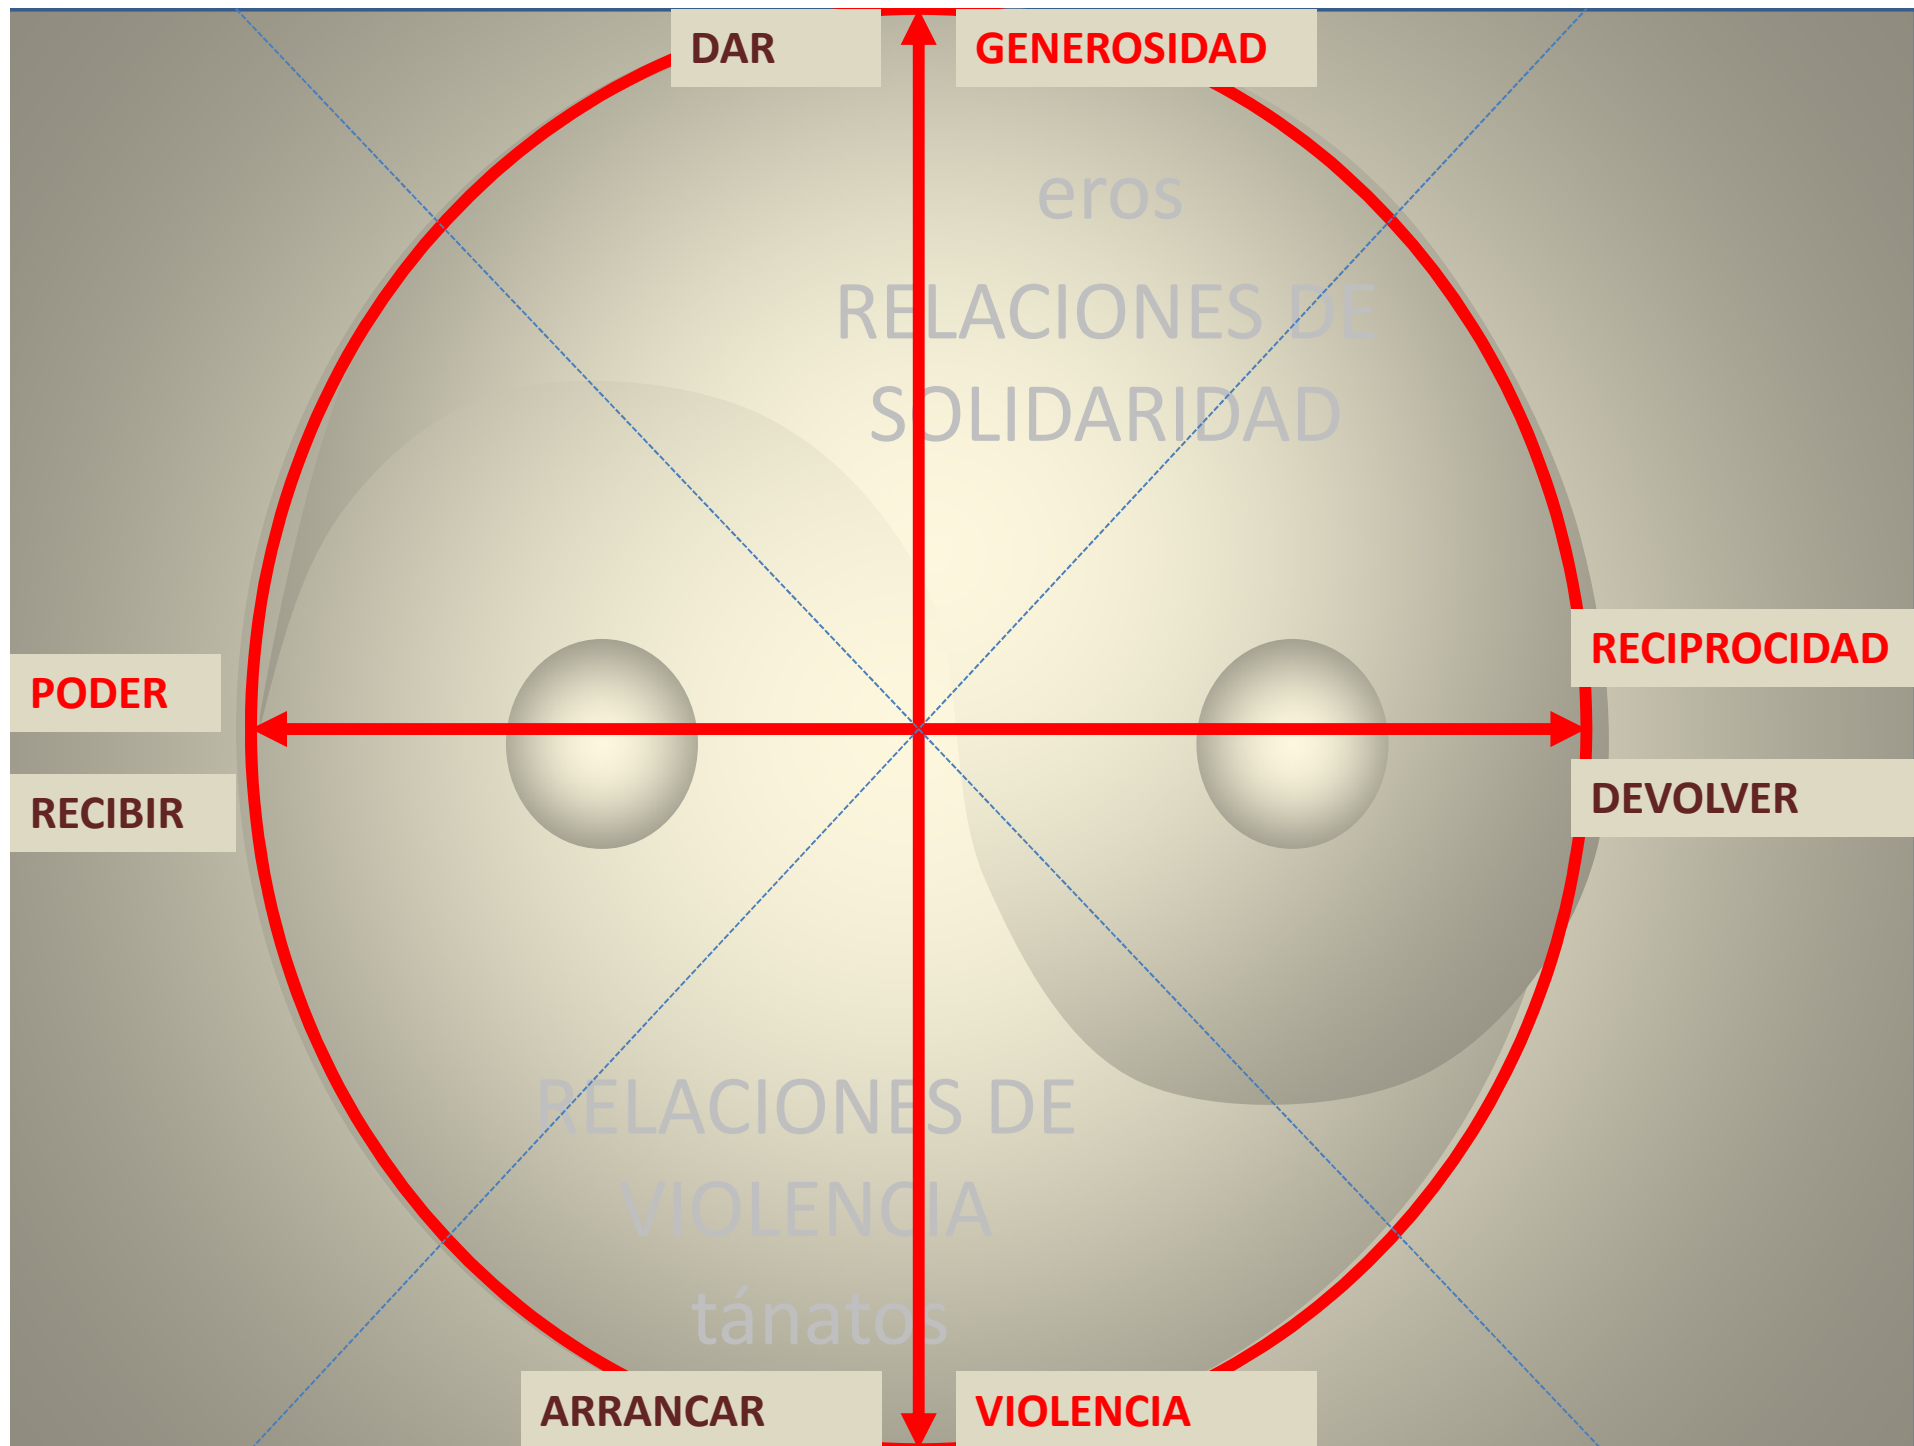 DAR
GENEROSIDAD
eros
RELACIONES DE
SOLIDARIDAD
PODER
RECIBIR
RECIPROCIDAD
DEVOLVER
RELACIONES DE
VIOLENCIA
tánatos
ARRANCAR
VIOLENCIA